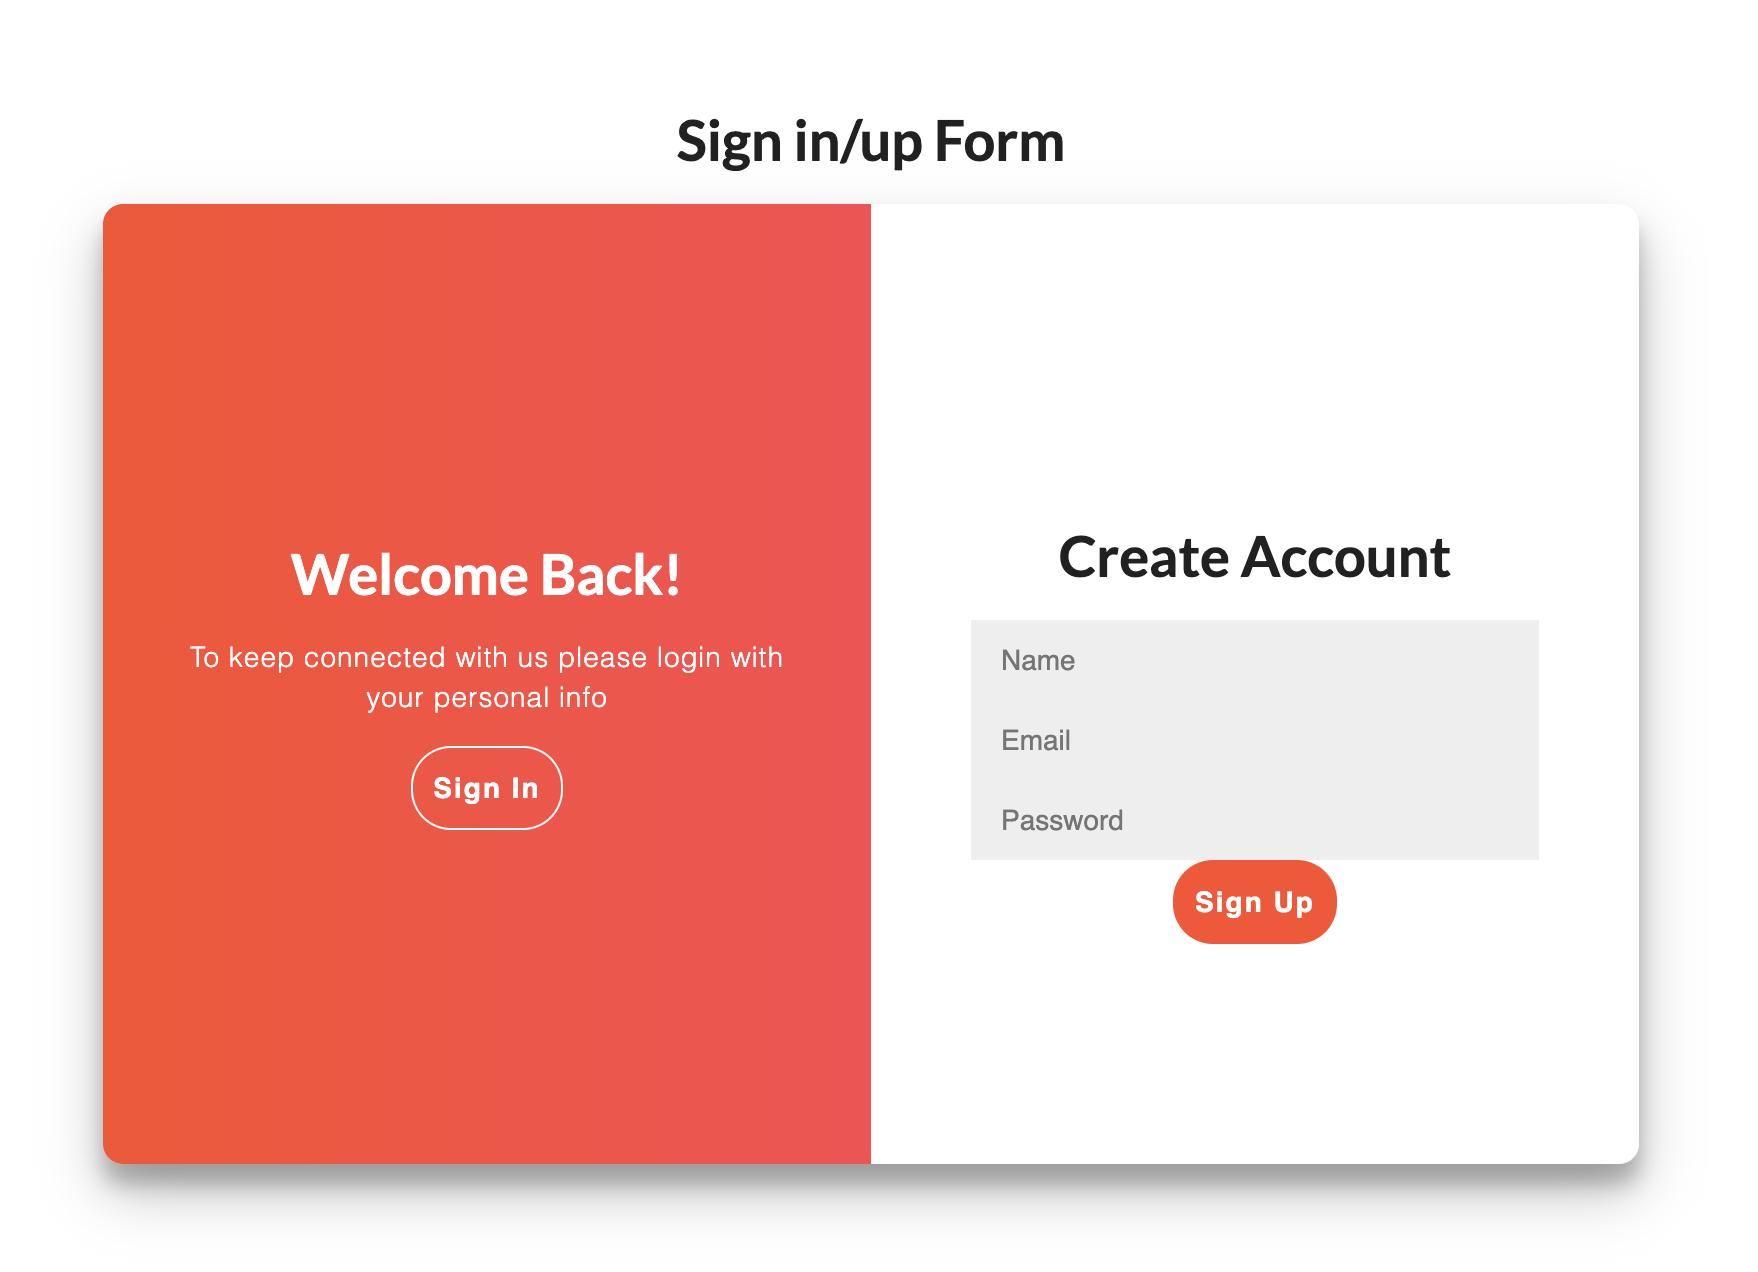 Sign in/up Form
Welcome Back!
To keep connected with us please login with
your personal info
Sign In
Create Account
Name
Email
Password
Sign Up